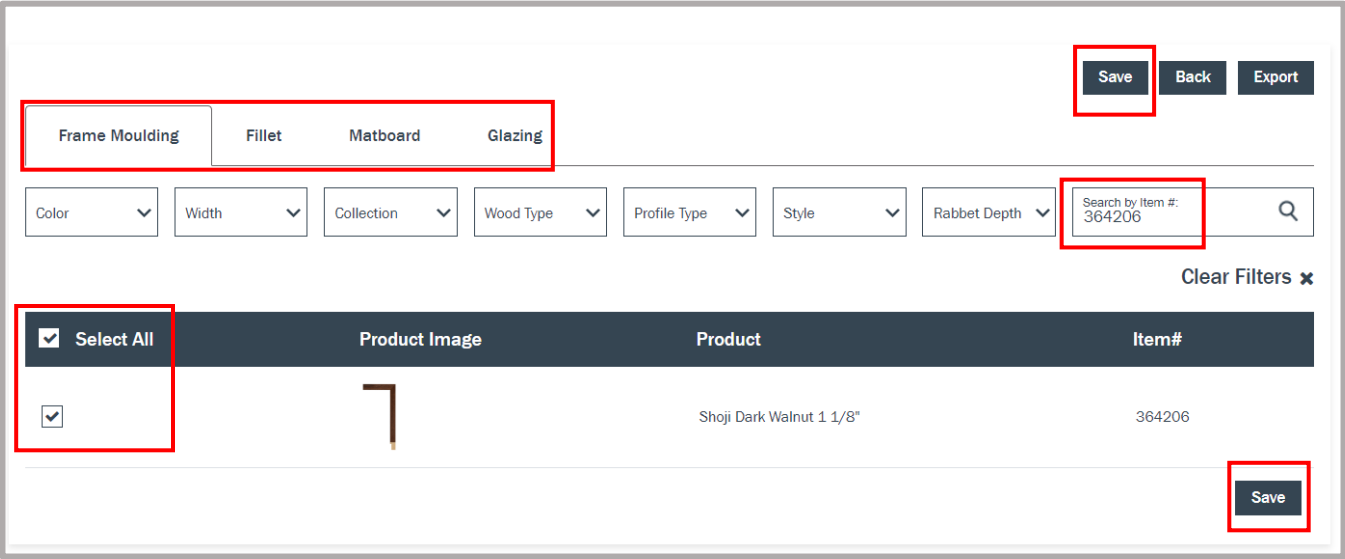 Save Back Export
Frame Moulding Fillet Matboard Glazing
Color Width Collection Wood Type Profile Type Style Rabbet Depth Search by Item #:
364206
Clear Filters
Select All Product Image Product Item#
Shoji Dark Walnut 1 1/8" 364206
Save